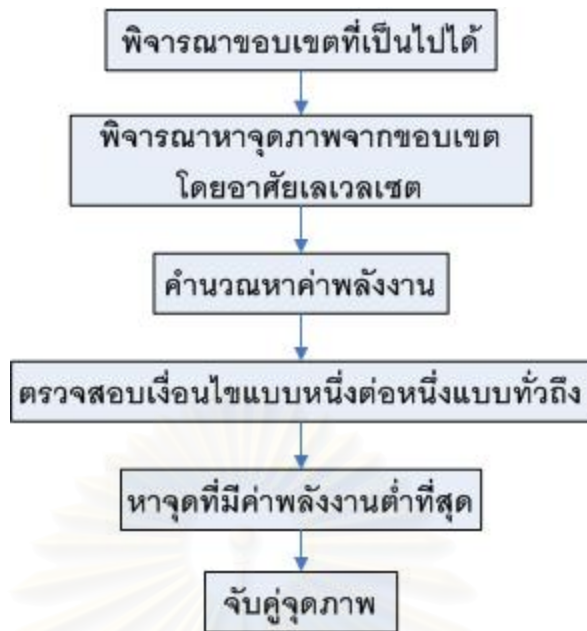 พิจารณาขอบเขตที่เป็นไปได้
พิจารณาหาจุดภาพจากขอบเขต
โดยอาศัยเลเวลเซต
คำนวณหาค่าพลังงาน
ตรวจสอบเงื่อนไขแบบหนึ่งต่อหนึ่งแบบทั่วถึง
หาจุดที่มีค่าพลังงานต่ำที่สุด
จับคู่จุดภาพ